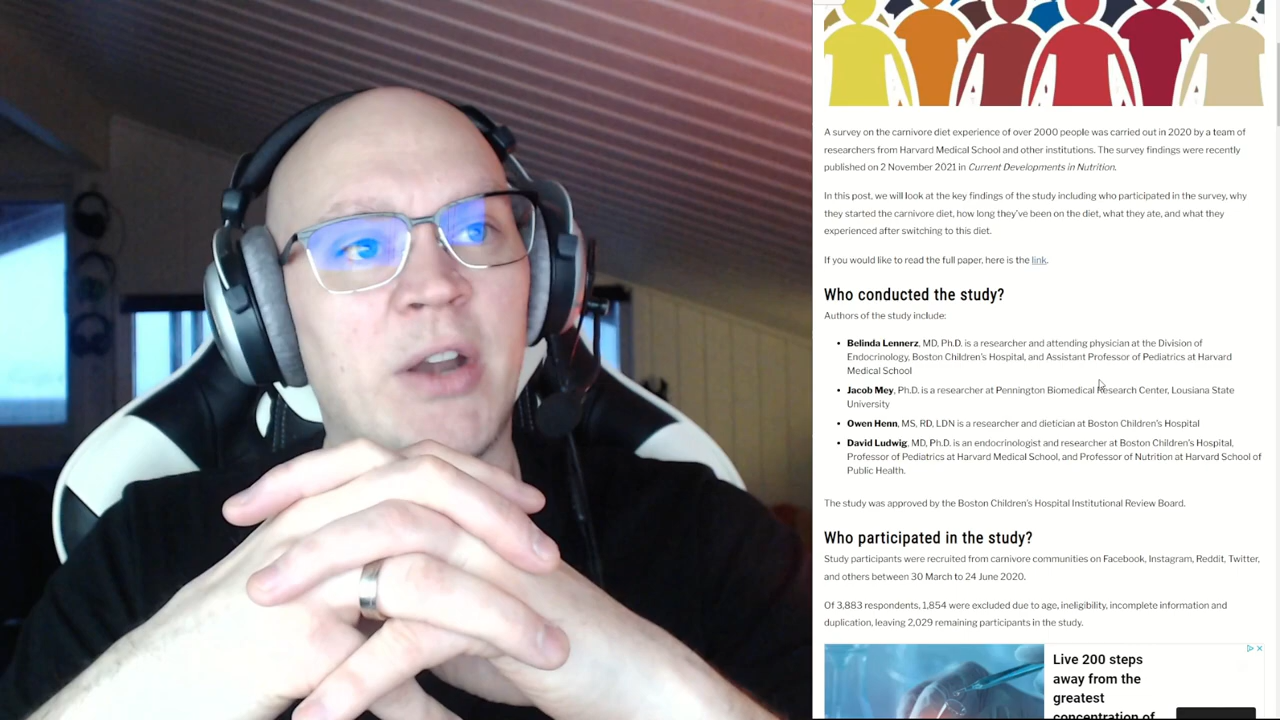 A survey on the carnivore diet experience of over 2000 people was carried out in 2020 by a team of
researchers from Harvard Medical School and other institutions. The survey findings were recently
published on 2 November 2021 in Current Developments in Nutrition.
In this post, we will look at the key findings of the study including who participated in the survey, why
they started the carnivore diet, how long they've been on the diet, what they ate, and what they
experienced after switching to this diet.
If you would like to read the full paper, here is the link.
Who conducted the study?
Authors of the study include:
• Belinda Lennerz, MD, Ph.D. is a researcher and attending physician at the Division of
Endocrinology, Boston Children's Hospital, and Assistant Professor of Pediatrics at Harvard
Medical School
• Jacob Mey, Ph.D. is a researcher at Pennington Biomedical Research Center, Lousiana State
University
• Owen Henn, MS, RD, LDN is a researcher and dietician at Boston Children's Hospital
• David Ludwig, MD, Ph.D. is an endocrinologist and researcher at Boston Children's Hospital,
Professor of Pediatrics at Harvard Medical School, and Professor of Nutrition at Harvard School of
Public Health.
The study was approved by the Boston Children's Hospital Institutional Review Board.
Who participated in the study?
Study participants were recruited from carnivore communities on Facebook, Instagram, Reddit, Twitter,
and others between 30 March to 24 June 2020.
Of 3,883 respondents, 1,854 were excluded due to age, ineligibility, incomplete information and
duplication, leaving 2,029 remaining participants in the study.
Live 200 steps
away from the
greatest
concentration of